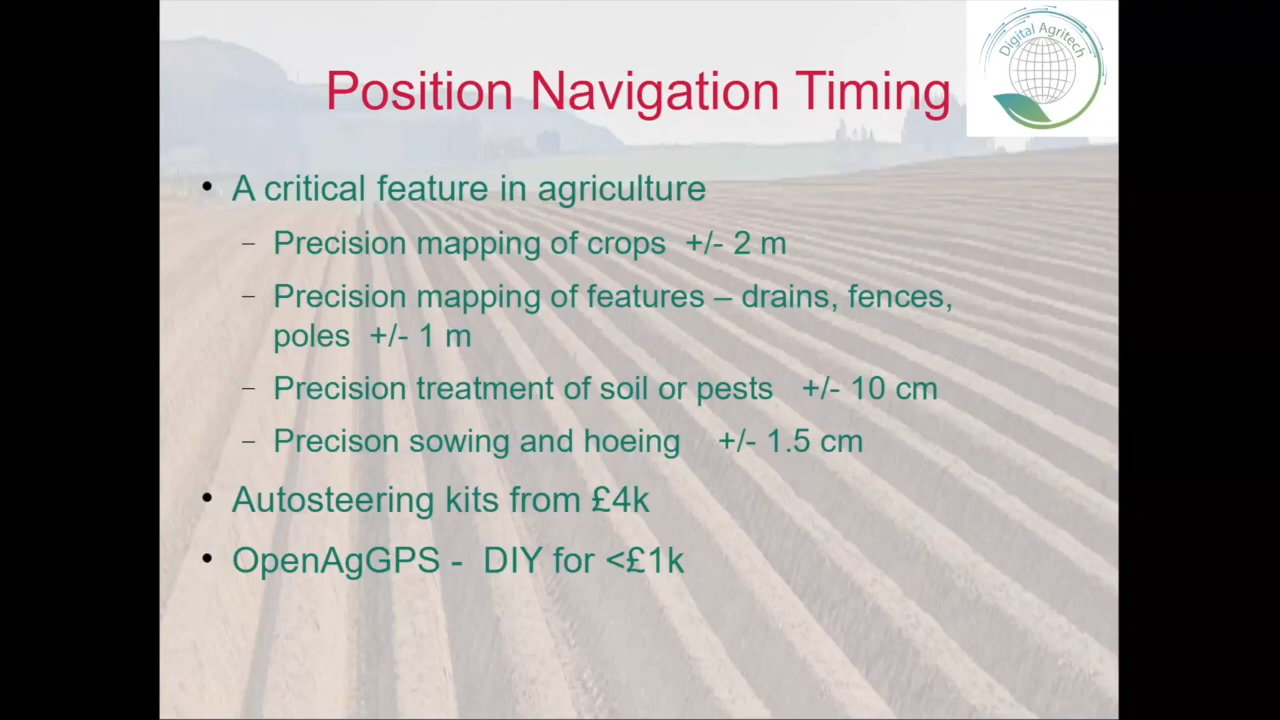 Digital Agritech
Position Navigation Timing
• A critical feature in agriculture
– Precision mapping of crops +/- 2 m
– Precision mapping of features – drains, fences,
poles +/- 1 m
– Precision treatment of soil or pests +/- 10 cm
– Precison sowing and hoeing +/- 1.5 cm
• Autosteering kits from £4k
• OpenAgGPS - DIY for <£1k